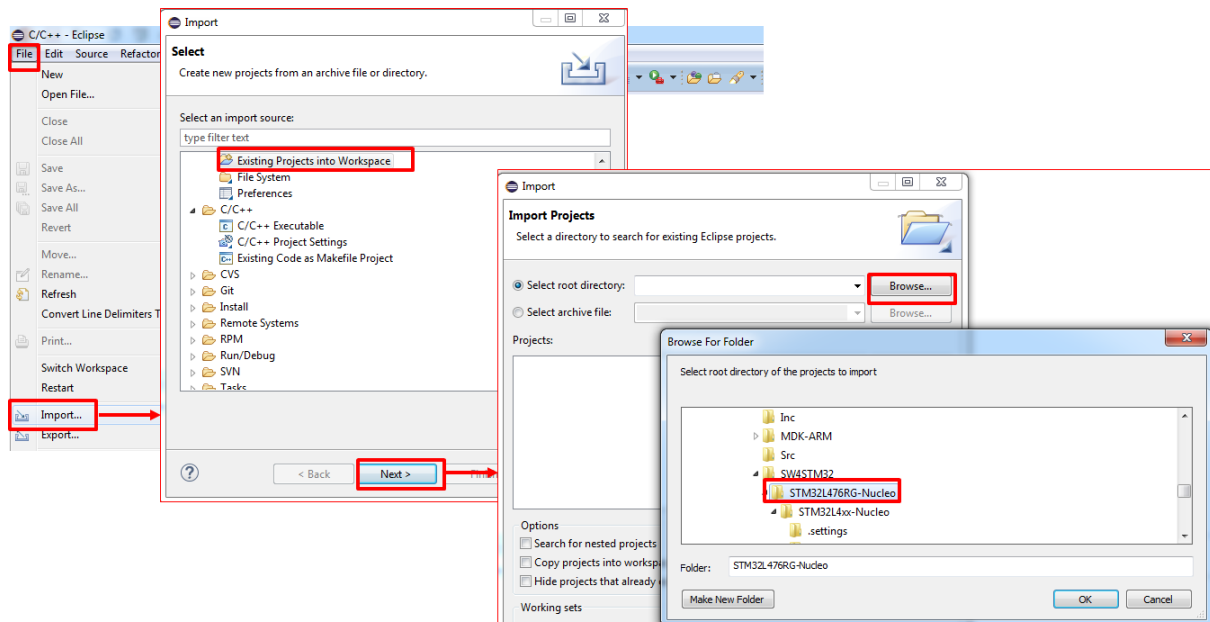 C/C++ - Eclipse
File Edit Source Refactor
New
Open File...
Close
Close All
Save
Save As...
Save All
Revert
Move...
Rename...
Refresh
Convert Line Delimiters T
Print...
Switch Workspace
Restart
Import...
Export...
Import
Select
Create new projects from an archive file or directory.
Select an import source:
type filter text
Existing Projects into Workspace
File System
Preferences
C/C++
C/C++ Executable
C/C++ Project Settings
Existing Code as Makefile Project
CVS
Git
Install
Remote Systems
RPM
Run/Debug
SVN
Tasks
? < Back Next >
Import
Import Projects
Select a directory to search for existing Eclipse projects.
Select root directory: Browse...
Select archive file: Browse...
Projects:
Options
Search for nested projects
Copy projects into worksp
Hide projects that already
Working sets
Browse For Folder
Select root directory of the projects to import
Inc
MDK-ARM
Src
SW4STM32
STM32L476RG-Nucleo
STM32L4xx-Nucleo
.settings
Folder: STM32L476RG-Nucleo
Make New Folder OK Cancel